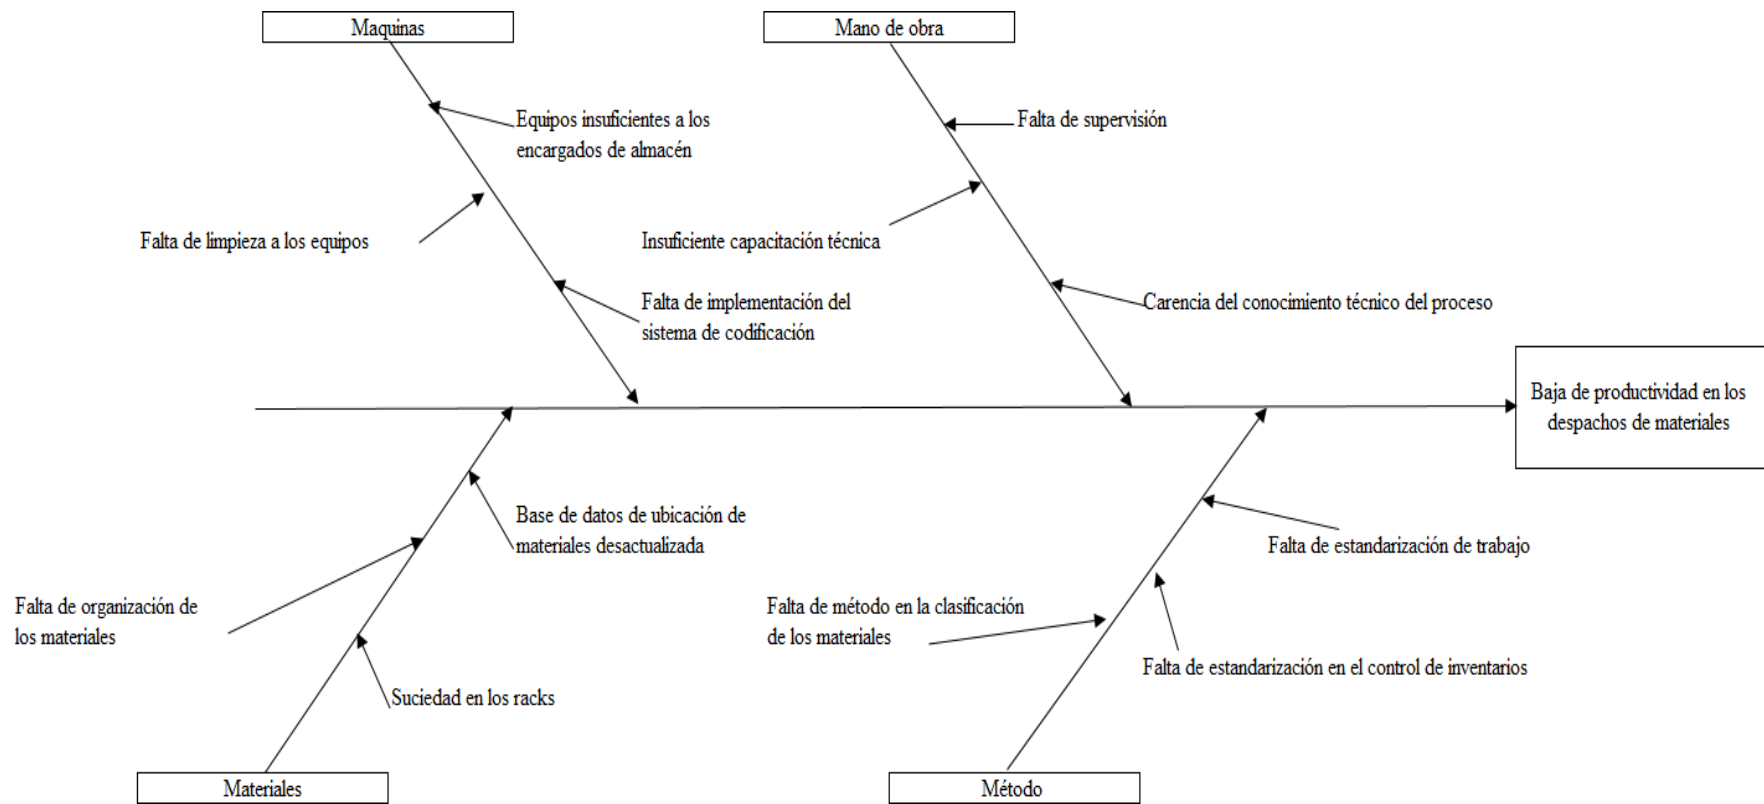 Maquinas
Mano de obra
Equipos insuficientes a los
encargados de almacén
Falta de supervisión
Falta de limpieza a los equipos
Insuficiente capacitación técnica
Falta de implementación del
sistema de codificación
Carencia del conocimiento técnico del proceso
Baja de productividad en los
despachos de materiales
Base de datos de ubicación de
materiales desactualizada
Falta de estandarización de trabajo
Falta de organización de
los materiales
Falta de método en la clasificación
de los materiales
Falta de estandarización en el control de inventarios
Suciedad en los racks
Materiales
Método